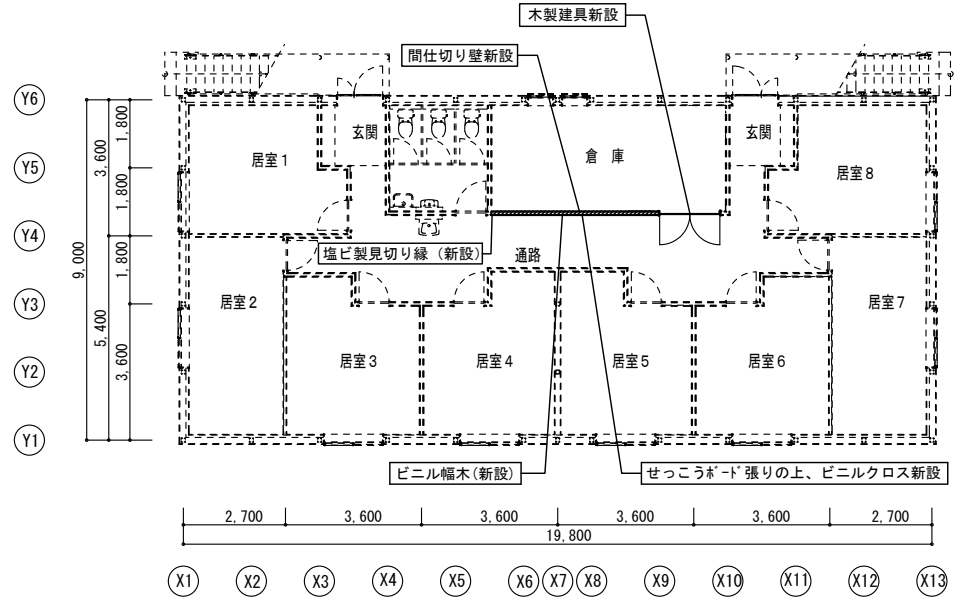 木製建具新設
間仕切り壁新設
Y6
Y5
Y4
Y3
Y2
Y1
9,000
3,600
5,400
1,800
1,800
1,800
3,600
玄関
玄関
倉 庫
居室1
居室8
塩ビ製見切り縁（新設）
通路
居室2
居室7
居室3
居室4
居室5
居室6
ビニル幅木(新設)
せっこうボード張りの上、ビニルクロス新設
2,700
3,600
3,600
3,600
3,600
2,700
19,800
X1
X2
X3
X4
X5
X6
X7
X8
X9
X10
X11
X12
X13